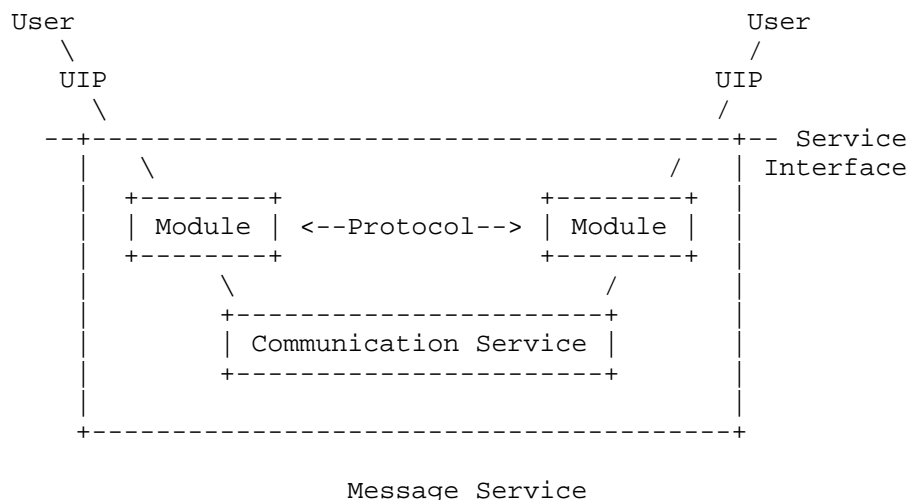 User User
UIP UIP
Service
Interface
Module <--Protocol--> Module
Communication Service
Message Service